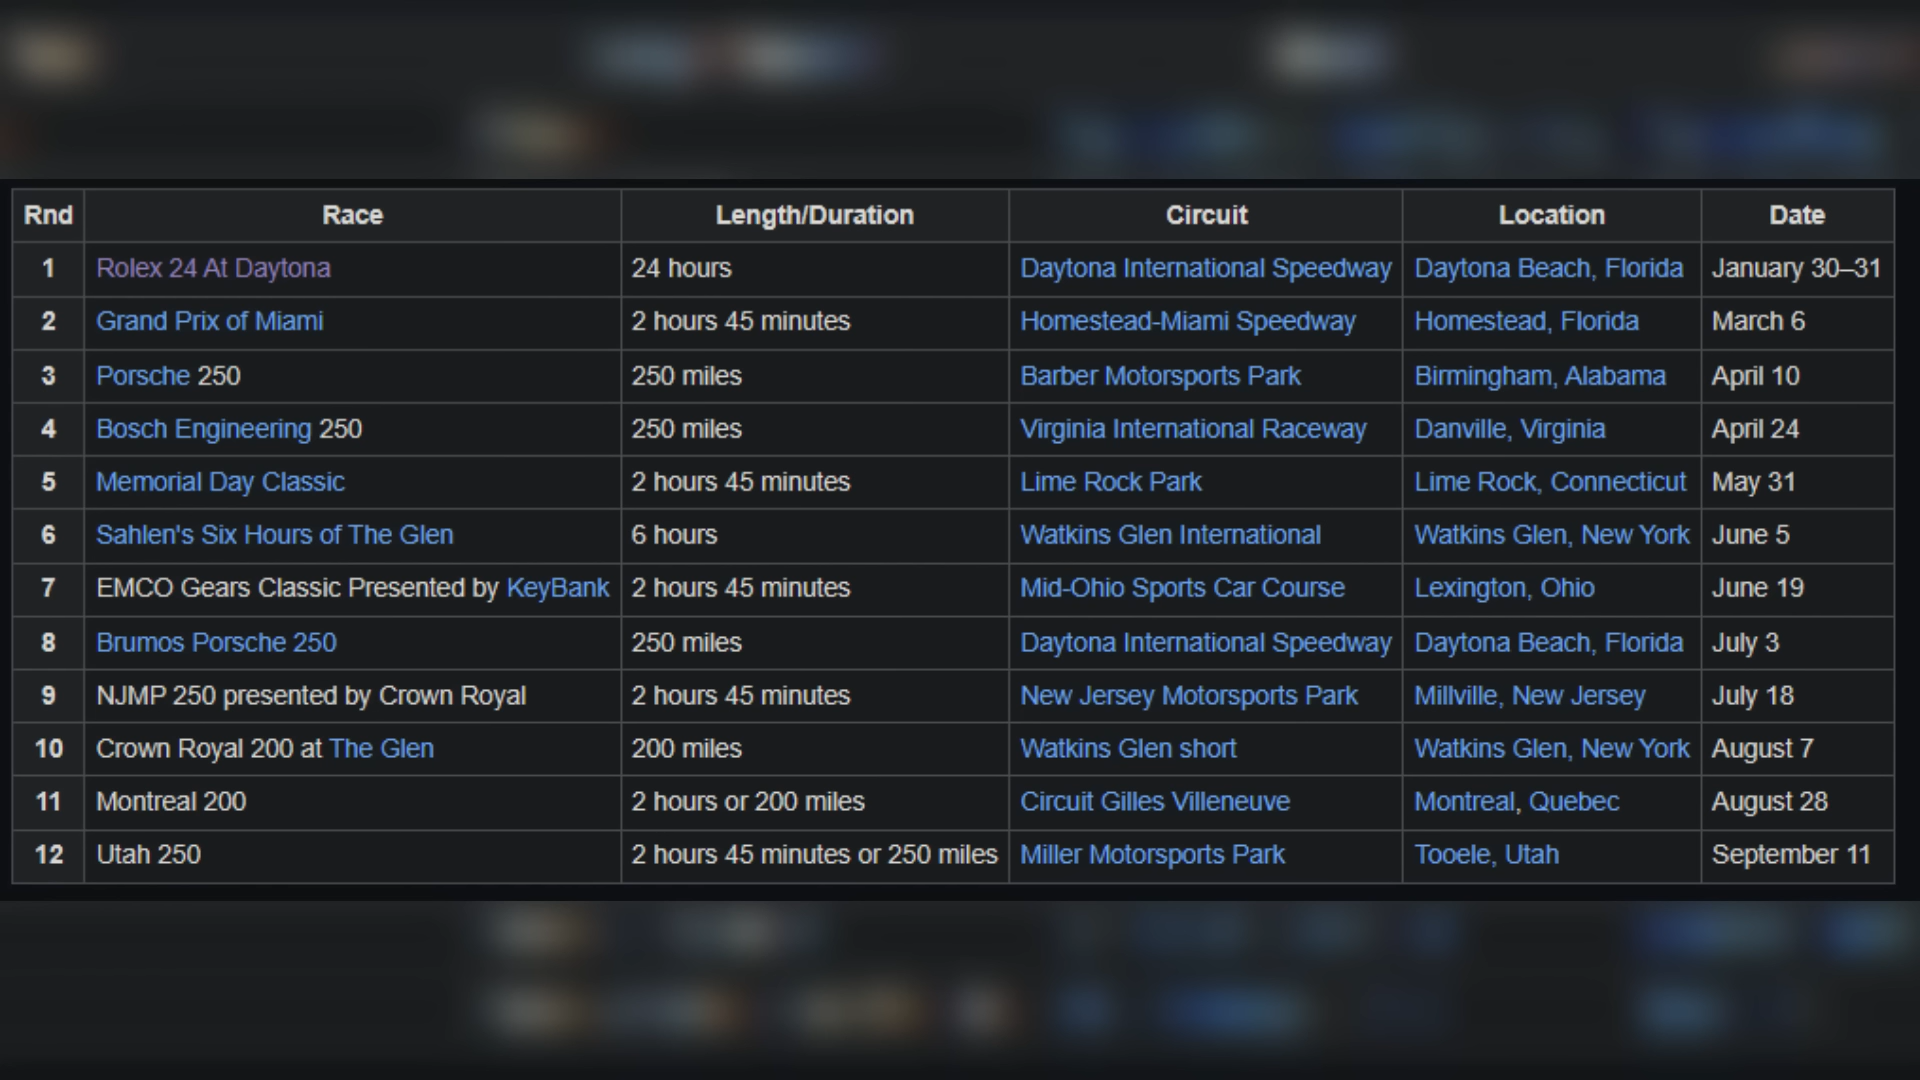 Rnd Race Length/Duration Circuit Location Date
1 Rolex 24 At Daytona 24 hours Daytona International Speedway Daytona Beach, Florida January 30–31
2 Grand Prix of Miami 2 hours 45 minutes Homestead-Miami Speedway Homestead, Florida March 6
3 Porsche 250 250 miles Barber Motorsports Park Birmingham, Alabama April 10
4 Bosch Engineering 250 250 miles Virginia International Raceway Danville, Virginia April 24
5 Memorial Day Classic 2 hours 45 minutes Lime Rock Park Lime Rock, Connecticut May 31
6 Sahlen's Six Hours of The Glen 6 hours Watkins Glen International Watkins Glen, New York June 5
7 EMCO Gears Classic Presented by KeyBank 2 hours 45 minutes Mid-Ohio Sports Car Course Lexington, Ohio June 19
8 Brumos Porsche 250 250 miles Daytona International Speedway Daytona Beach, Florida July 3
9 NJMP 250 presented by Crown Royal 2 hours 45 minutes New Jersey Motorsports Park Millville, New Jersey July 18
10 Crown Royal 200 at The Glen 200 miles Watkins Glen short Watkins Glen, New York August 7
11 Montreal 200 2 hours or 200 miles Circuit Gilles Villeneuve Montreal, Quebec August 28
12 Utah 250 2 hours 45 minutes or 250 miles Miller Motorsports Park Tooele, Utah September 11